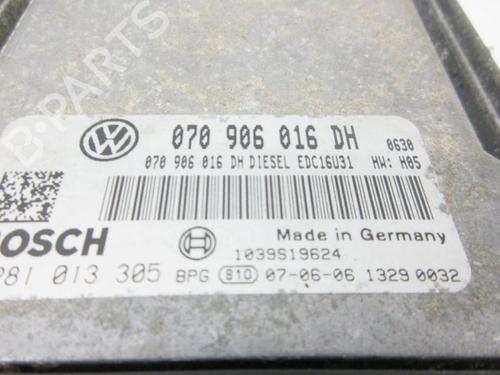 B-PARTS
070 906 016 DH 0630
070 906 016 DH DIESEL EDC16U31 HW: H05
BOSCH
Made in Germany
1039S19624
013 305 BPG 810 07-06-06 1329 0032